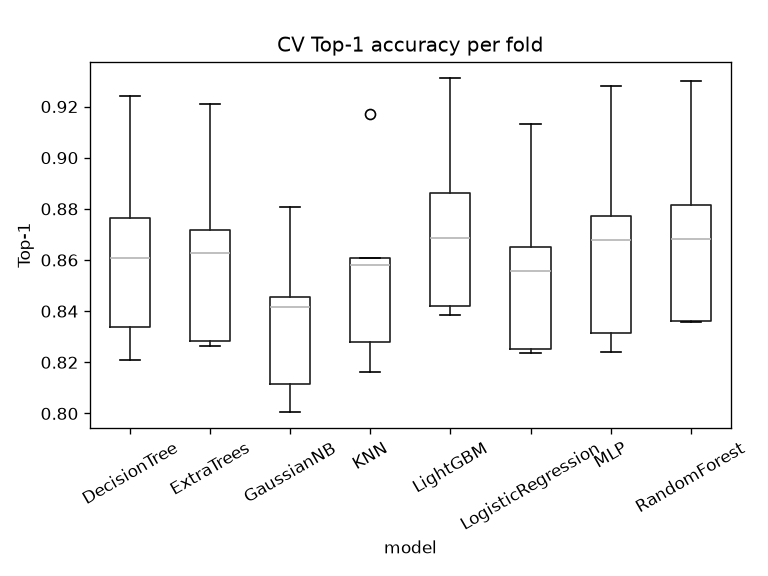 CV Top-1 accuracy per fold
Top-1
0.92
0.90
0.88
0.86
0.84
0.82
0.80
DecisionTree
ExtraTrees
GaussianNB
KNN
LightGBM
LogisticRegression
MLP
RandomForest
model